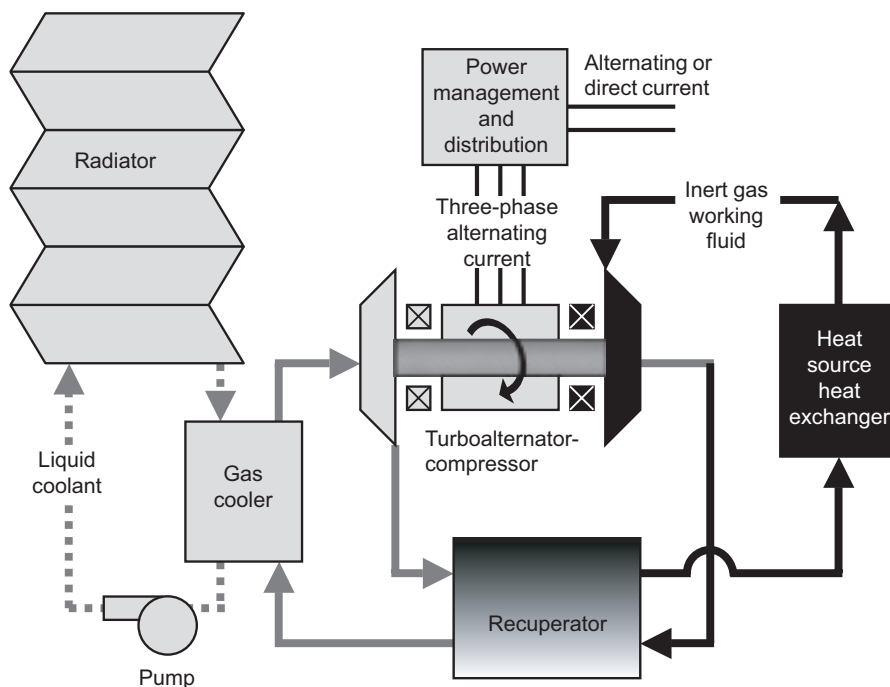 Power
management
and
distribution
Alternating or
direct current
Radiator
Three-phase
alternating
current
Inert gas
working
fluid
Heat
source
heat
exchanger
Turboalternator-
compressor
Liquid
coolant
Gas
cooler
Recuperator
Pump